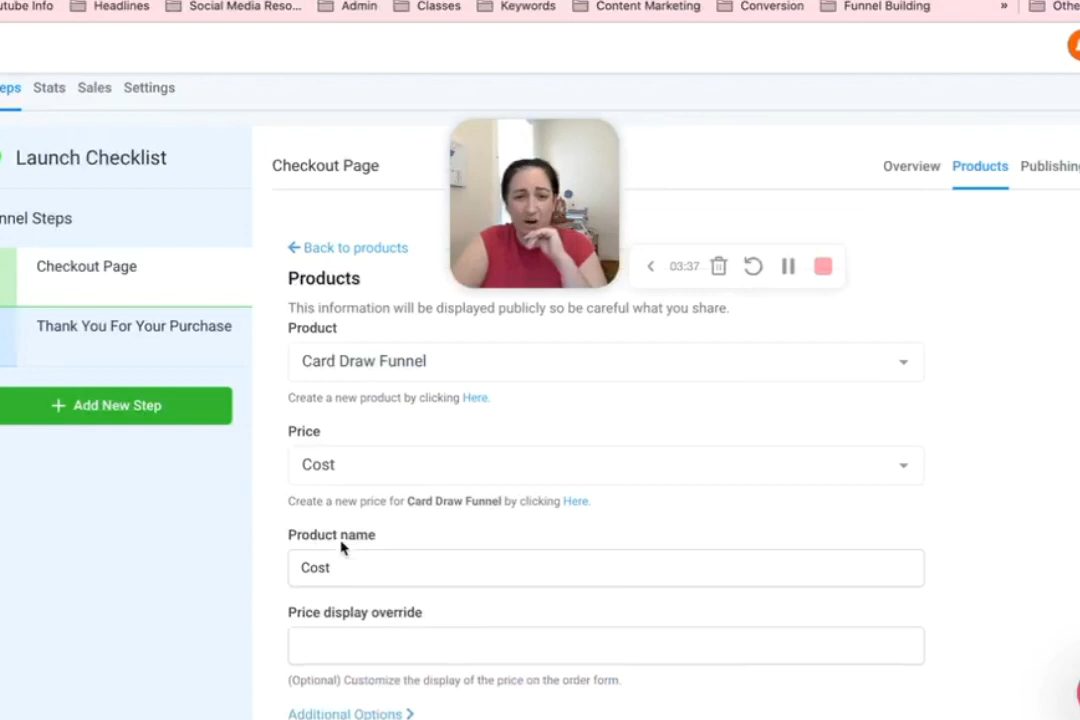 utube Info Headlines Social Media Reso... Admin Classes Keywords Content Marketing Conversion Funnel Building » Othe
eps Stats Sales Settings
Launch Checklist
Checkout Page
Overview Products Publishing
nnel Steps
Back to products
Checkout Page
03:37
Products
This information will be displayed publicly so be careful what you share.
Thank You For Your Purchase
Product
Card Draw Funnel
Create a new product by clicking Here.
+ Add New Step
Price
Cost
Create a new price for Card Draw Funnel by clicking Here.
Product name
Cost
Price display override
(Optional) Customize the display of the price on the order form.
Additional Options